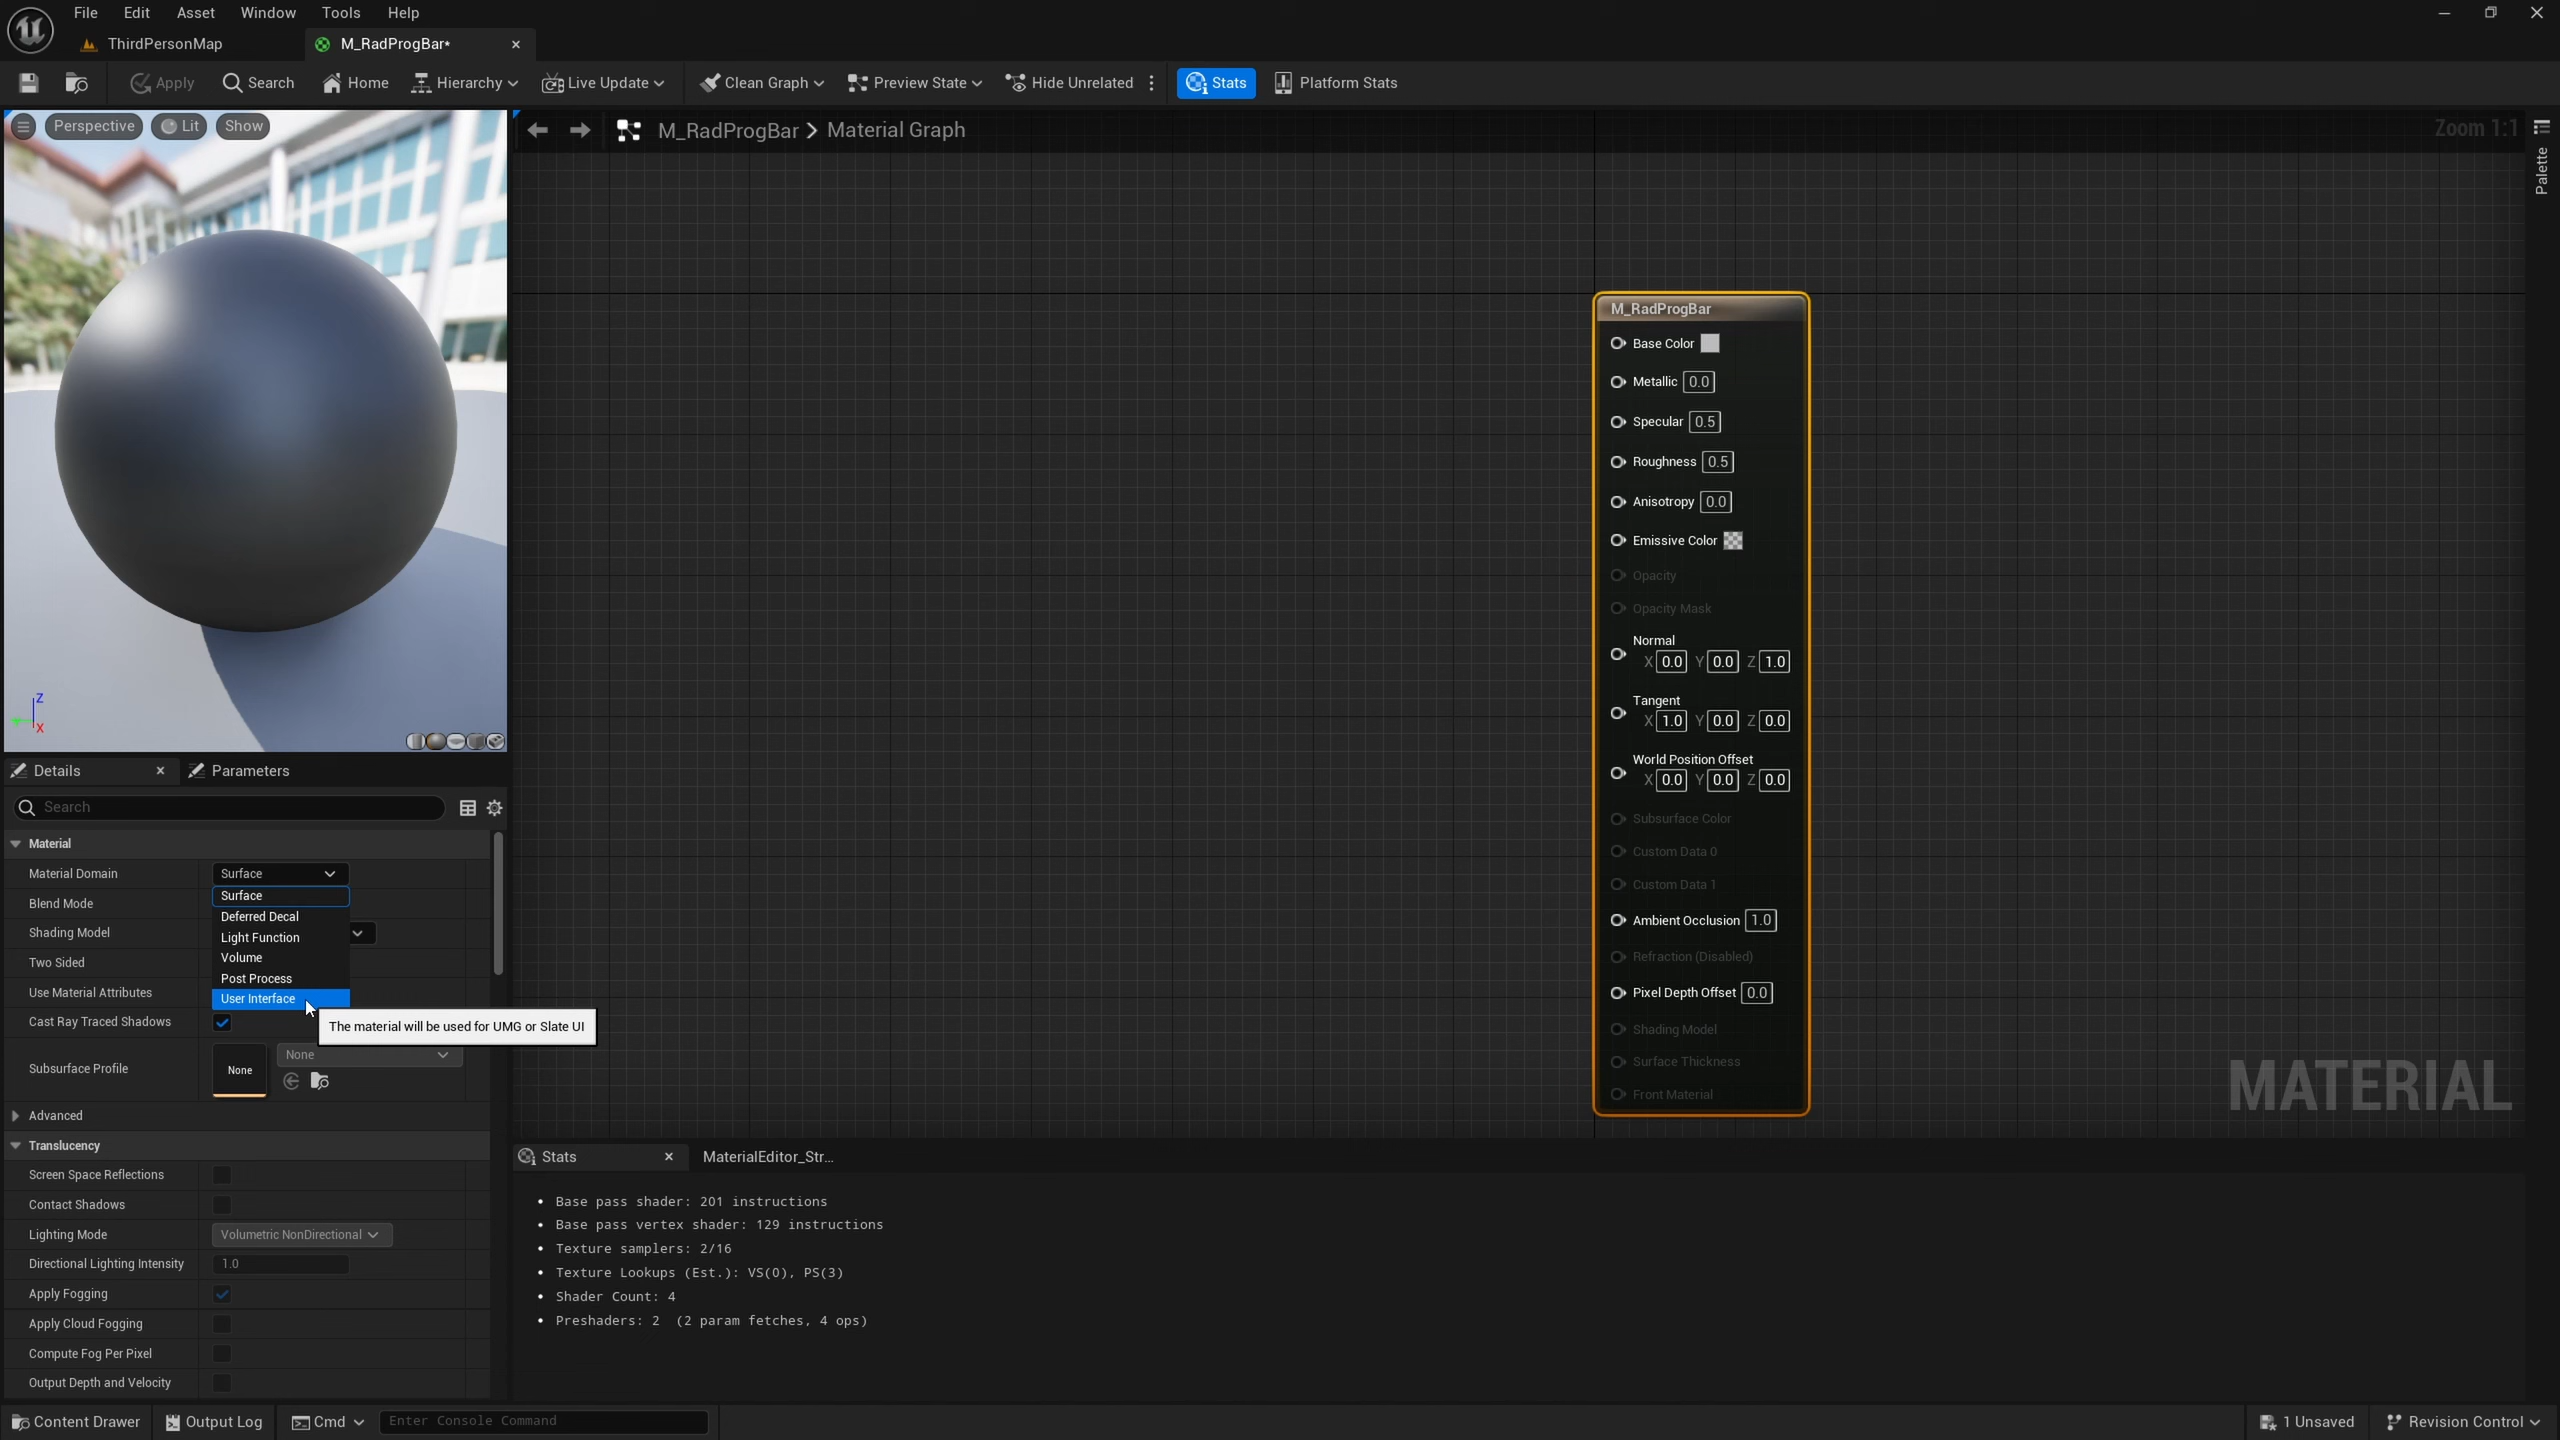 File Edit Asset Window Tools Help
ThirdPersonMap
M_RadProgBar*
Apply Search Home Hierarchy Live Update Clean Graph Preview State Hide Unrelated Stats Platform Stats
Perspective Lit Show
M_RadProgBar > Material Graph
Zoom 1:1
Palette
M_RadProgBar
Base Color
Metallic 0.0
Specular 0.5
Roughness 0.5
Anisotropy 0.0
Emissive Color
Opacity
Opacity Mask
Normal
X 0.0 Y 0.0 Z 1.0
Tangent
X 1.0 Y 0.0 Z 0.0
World Position Offset
X 0.0 Y 0.0 Z 0.0
Subsurface Color
Custom Data 0
Custom Data 1
Ambient Occlusion 1.0
Refraction (Disabled)
Pixel Depth Offset 0.0
Shading Model
Surface Thickness
Front Material
MATERIAL
Z
X
Details
Parameters
Search
Material
Material Domain Surface
Surface
Blend Mode
Deferred Decal
Shading Model
Light Function
Two Sided
Volume
Post Process
Use Material Attributes
User Interface
Cast Ray Traced Shadows
The material will be used for UMG or Slate UI
Subsurface Profile
None
None
Advanced
Translucency
Screen Space Reflections
Contact Shadows
Lighting Mode Volumetric NonDirectional
Directional Lighting Intensity 1.0
Apply Fogging
Apply Cloud Fogging
Compute Fog Per Pixel
Output Depth and Velocity
Stats
MaterialEditor_Str...
• Base pass shader: 201 instructions
• Base pass vertex shader: 129 instructions
• Texture samplers: 2/16
• Texture Lookups (Est.): VS(0), PS(3)
• Shader Count: 4
• Preshaders: 2 (2 param fetches, 4 ops)
Content Drawer Output Log Cmd Enter Console Command 1 Unsaved Revision Control